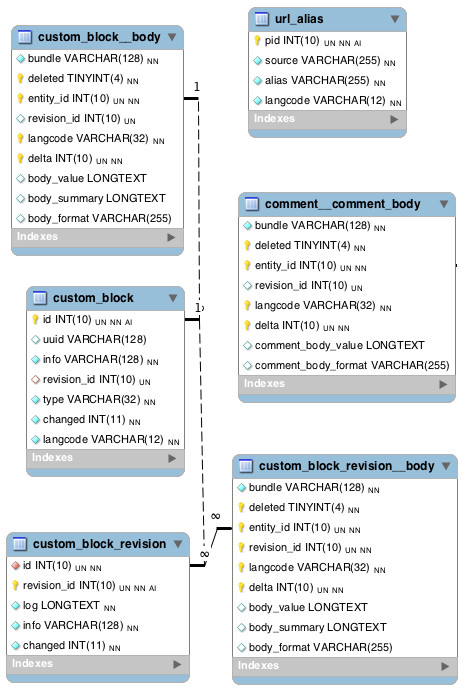 custom_block__body
bundle VARCHAR(128) NN
deleted TINYINT(4) NN
entity_id INT(10) UN NN
revision_id INT(10) UN
langcode VARCHAR(32) NN
delta INT(10) UN NN
body_value LONGTEXT
body_summary LONGTEXT
body_format VARCHAR(255)
Indexes
url_alias
pid INT(10) UN NN AI
source VARCHAR(255) NN
alias VARCHAR(255) NN
langcode VARCHAR(12) NN
Indexes
1
comment__comment_body
bundle VARCHAR(128) NN
deleted TINYINT(4) NN
entity_id INT(10) UN NN
revision_id INT(10) UN
langcode VARCHAR(32) NN
delta INT(10) UN NN
comment_body_value LONGTEXT
comment_body_format VARCHAR(255)
Indexes
custom_block
id INT(10) UN NN AI
uuid VARCHAR(128)
info VARCHAR(128) NN
revision_id INT(10) UN
type VARCHAR(32) NN
changed INT(11) NN
langcode VARCHAR(12) NN
Indexes
1
custom_block_revision__body
bundle VARCHAR(128) NN
deleted TINYINT(4) NN
entity_id INT(10) UN NN
revision_id INT(10) UN NN
langcode VARCHAR(32) NN
delta INT(10) UN NN
body_value LONGTEXT
body_summary LONGTEXT
body_format VARCHAR(255)
Indexes
∞
∞
custom_block_revision
id INT(10) UN NN
revision_id INT(10) UN NN AI
log LONGTEXT NN
info VARCHAR(128) NN
changed INT(11) NN
Indexes